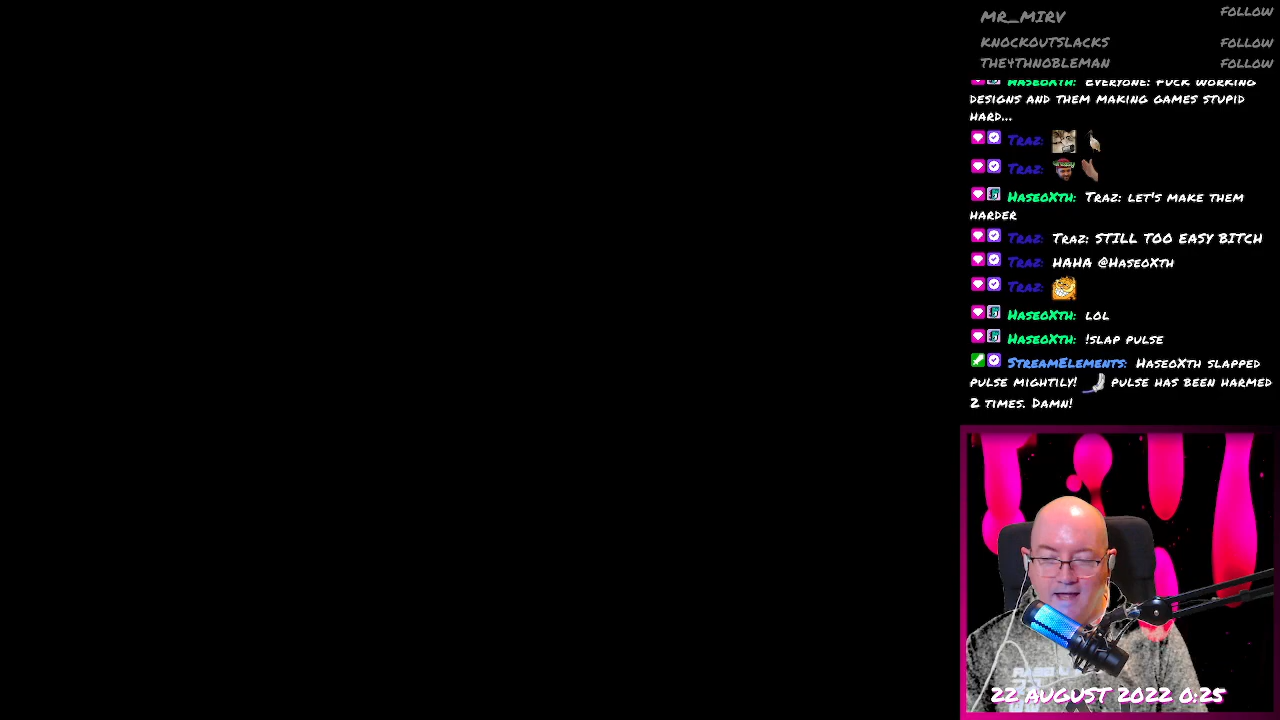 MR_MIRV FOLLOW
KNOCKOUTSLACKS FOLLOW
THE4THNOBLEMAN FOLLOW
HaseoXth: EVERYONE: FUCK WORKING
DESIGNS AND THEM MAKING GAMES STUPID
HARD...
Traz:
Traz:
HaseoXth: Traz: LET'S MAKE THEM
HARDER
Traz: Traz: STILL TOO EASY BITCH
Traz: HAHA @HaseoXth
Traz:
HaseoXth: LOL
HaseoXth: !SLAP PULSE
StreamElements: HaseoXth SLAPPED
PULSE MIGHTILY! PULSE HAS BEEN HARMED
2 TIMES. DAMN!
22 AUGUST 2022 0:25